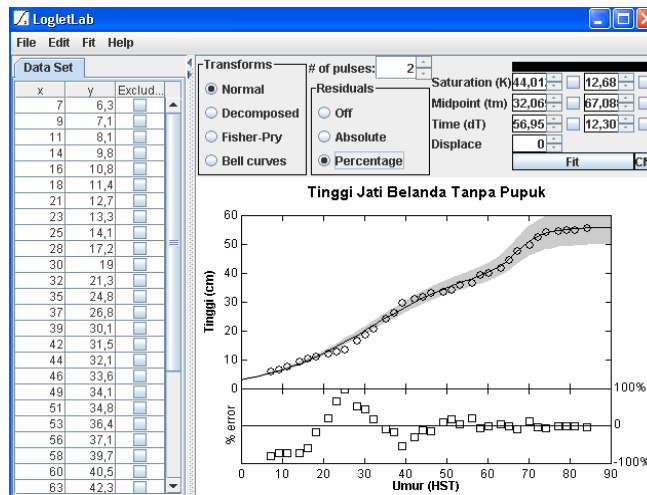 LogletLab
File Edit Fit Help
Data Set
x y Exclud...
7 6,3
9 7,1
11 8,1
14 9,8
16 10,8
18 11,4
21 12,7
23 13,3
25 14,1
28 17,2
30 19
32 21,3
35 24,8
37 26,8
39 30,1
42 31,5
44 32,1
46 33,6
49 34,1
51 34,8
53 36,4
56 37,1
58 39,7
60 40,5
63 42,3
Transforms
Normal
Decomposed
Fisher-Pry
Bell curves
# of pulses: 2
Residuals
Off
Absolute
Percentage
Saturation (K) 44,01 12,68
Midpoint (tm) 32,06 67,08
Time (dT) 56,95 12,30
Displace 0
Fit
Tinggi Jati Belanda Tanpa Pupuk
Tinggi (cm)
60
50
40
30
20
10
0
% error
100%
0
-100%
0 10 20 30 40 50 60 70 80 90
Umur (HST)